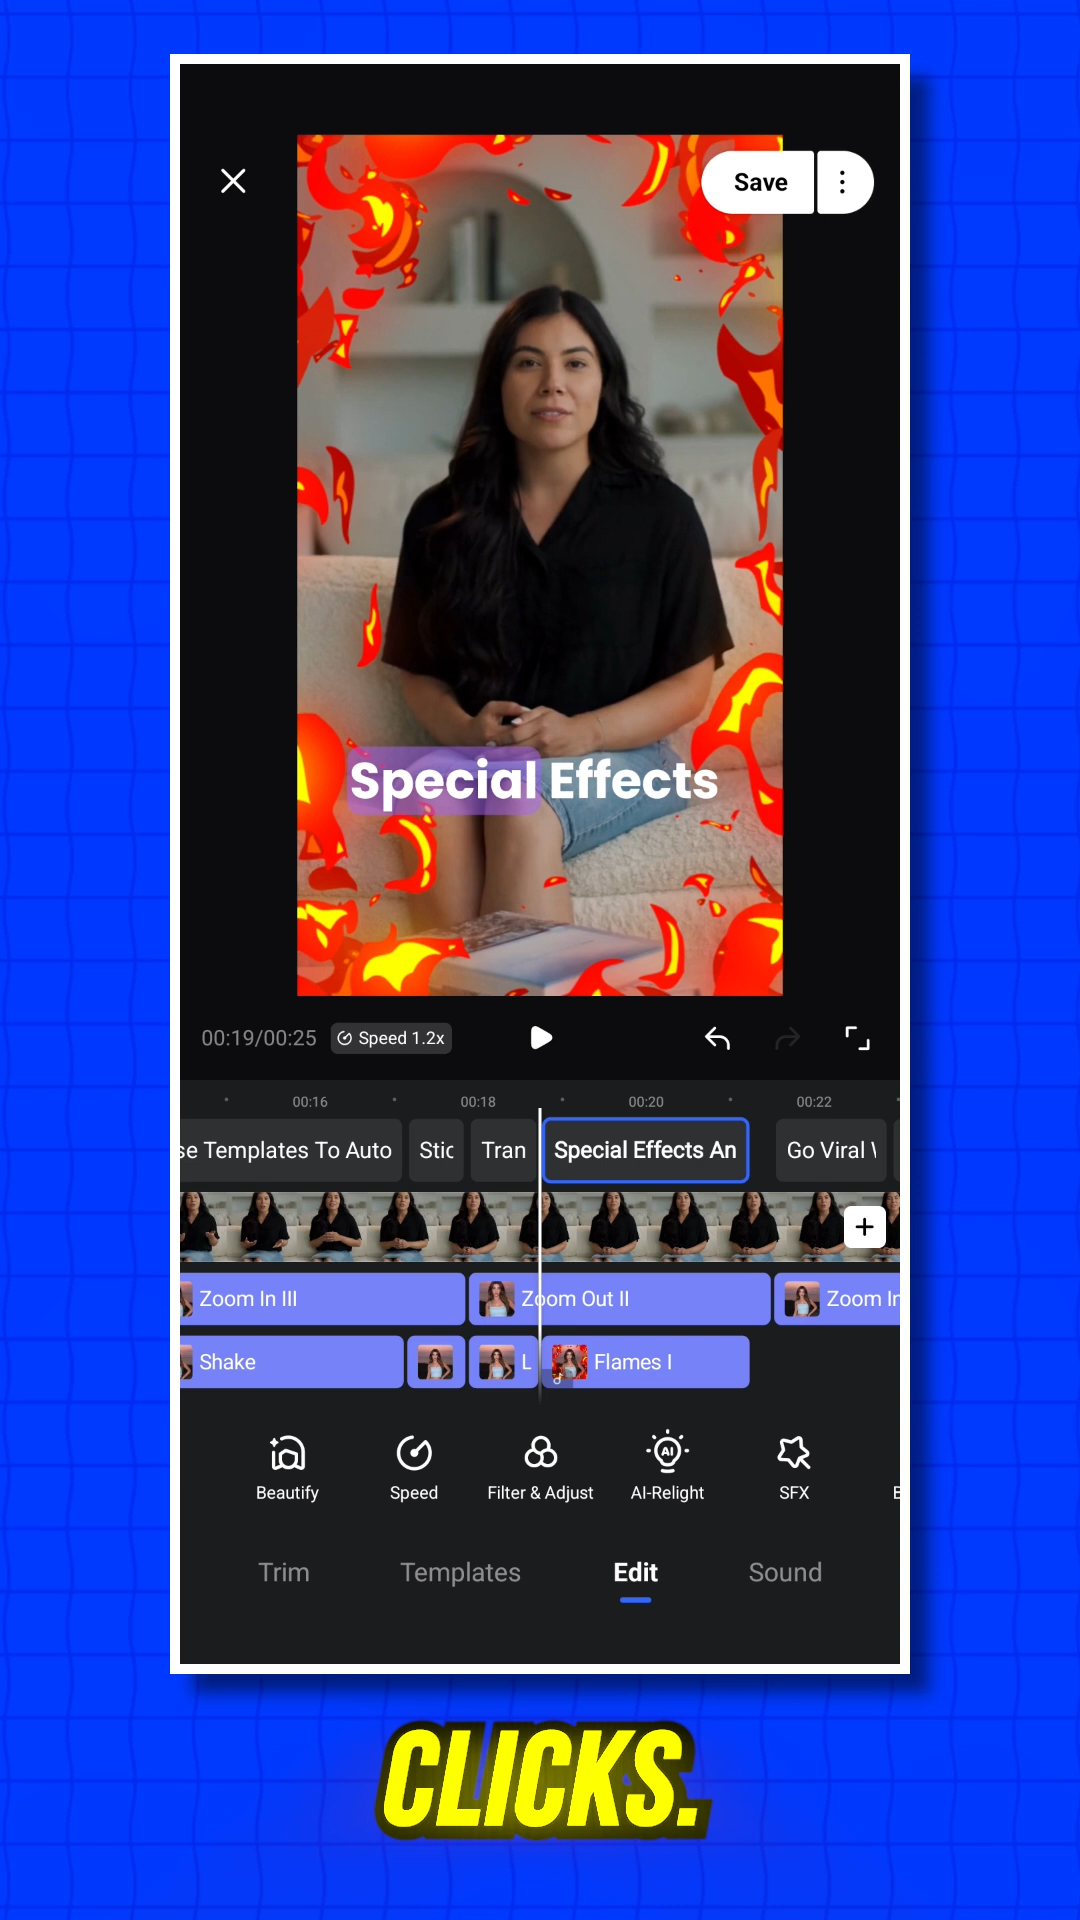 Save
Special Effects
00:19/00:25
Speed 1.2x
00:16
00:18
00:20
00:22
se Templates To Auto
Stic
Tran
Special Effects An
Go Viral
Zoom In III
Zoom Out II
Zoom In
Shake
L
Flames I
Beautify
Speed
Filter & Adjust
AI
AI-Relight
SFX
Trim
Templates
Edit
Sound
CLICKS.